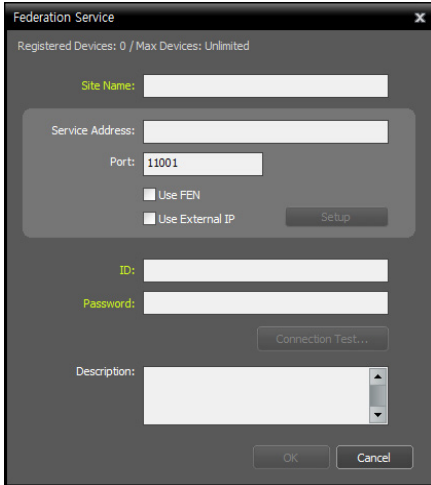 Federation Service
Registered Devices: 0 / Max Devices: Unlimited
Site Name:
Service Address:
Port: 11001
Use FEN
Use External IP Setup
ID:
Password:
Connection Test...
Description:
OK Cancel